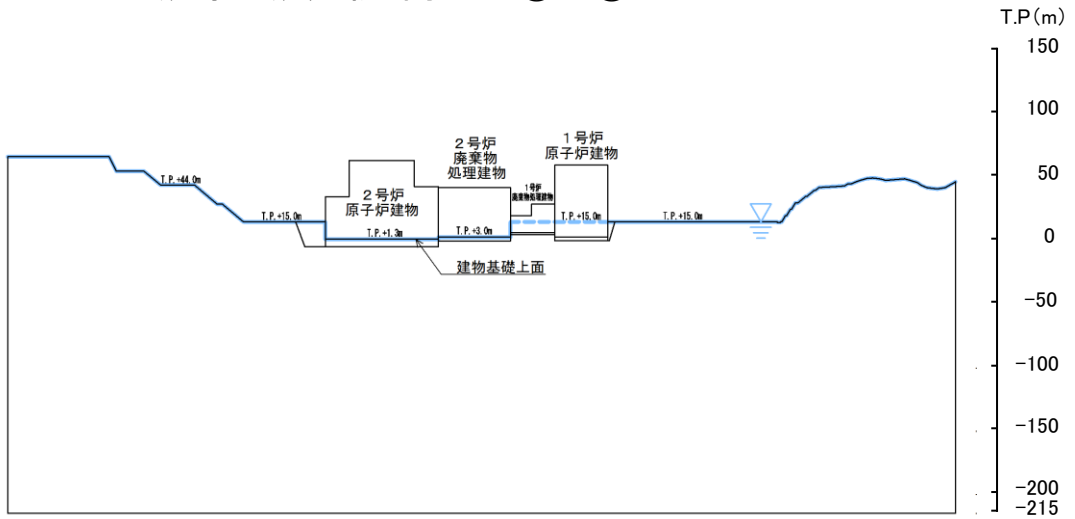 T.P(m)
150
100
50
0
-50
-100
-150
-200
-215
2号炉
廃棄物
処理建物
1号炉
原子炉建物
1号炉
廃棄物処理建物
2号炉
原子炉建物
T.P.+44.0m
T.P.+15.0m
T.P.+1.3m
T.P.+3.0m
T.P.+15.0m
T.P.+15.0m
建物基礎上面